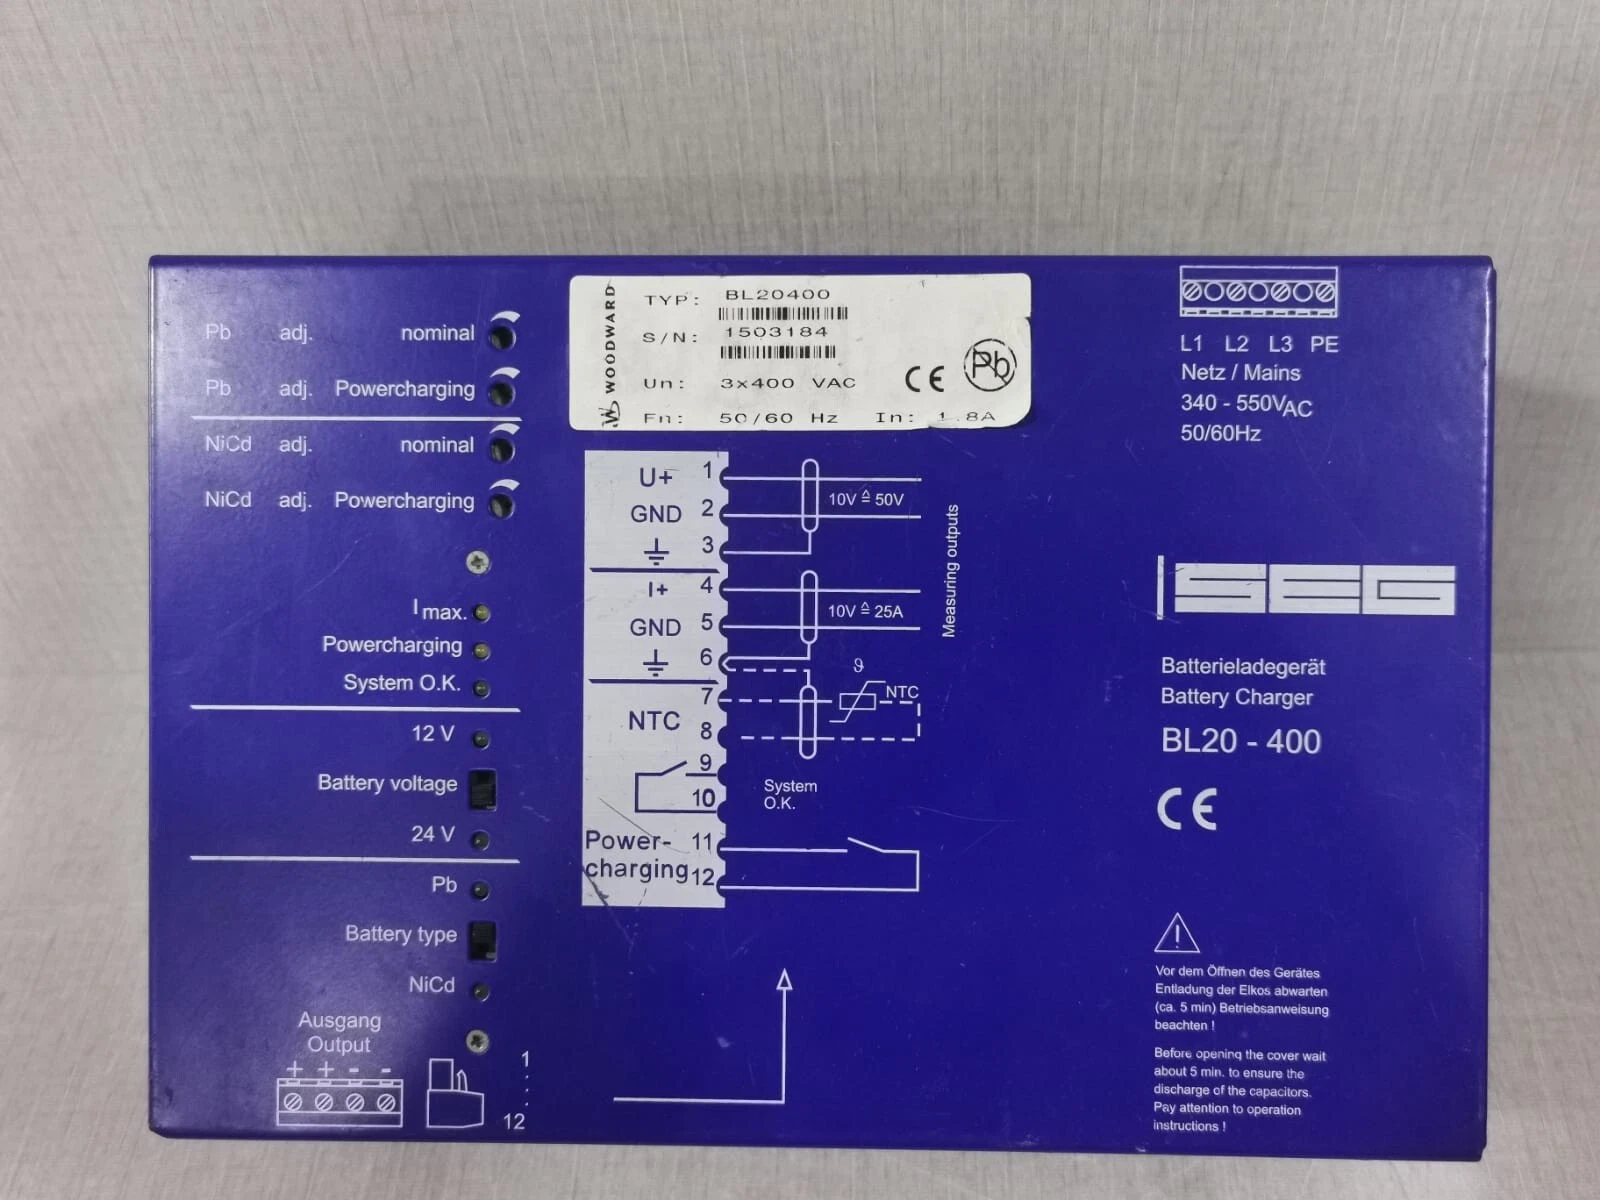 Pb adj. nominal
Pb adj. Powercharging
NiCd adj. nominal
NiCd adj. Powercharging
I max.
Powercharging
System O.K.
12 V
Battery voltage
24 V
Pb
Battery type
NiCd
Ausgang
Output
+ + - -
1
12
WOODWARD
TYP: BL20400
S/N: 1503184
Un: 3x400 VAC
Fn: 50/60 Hz In: 1.8A
CE
Pb
U+ 1
GND 2
3
10V ≙ 50V
I+ 4
GND 5
6
10V ≙ 25A
Measuring outputs
NTC 7
8
ϑ
NTC
9
10
System
O.K.
Power- 11
charging 12
L1 L2 L3 PE
Netz / Mains
340 - 550VAC
50/60Hz
SEG
Batterieladegerät
Battery Charger
BL20 - 400
CE
Vor dem Öffnen des Gerätes
Entladung der Elkos abwarten
(ca. 5 min) Betriebsanweisung
beachten !
Before opening the cover wait
about 5 min. to ensure the
discharge of the capacitors.
Pay attention to operation
instructions !